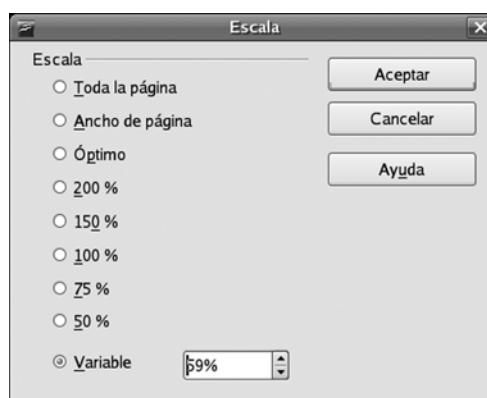 Escala
Escala
Toda la página
Ancho de página
Óptimo
200 %
150 %
100 %
75 %
50 %
Variable 59%
Aceptar
Cancelar
Ayuda